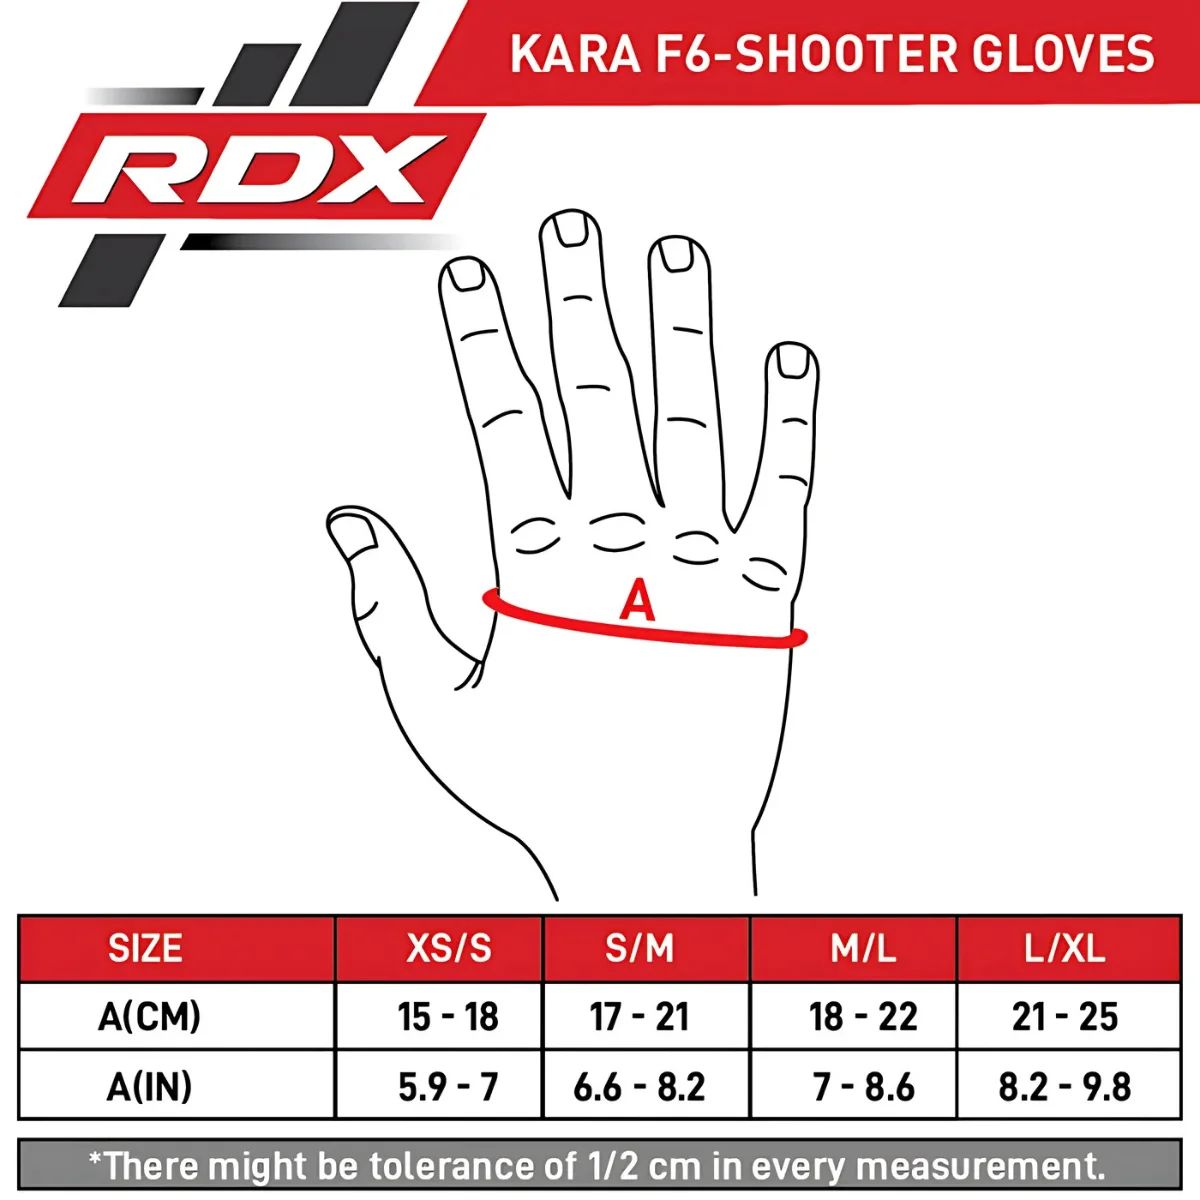 KARA F6-SHOOTER GLOVES
RDX
A
SIZE XS/S S/M M/L L/XL
A(CM) 15 - 18 17 - 21 18 - 22 21 - 25
A(IN) 5.9 - 7 6.6 - 8.2 7 - 8.6 8.2 - 9.8
*There might be tolerance of 1/2 cm in every measurement.